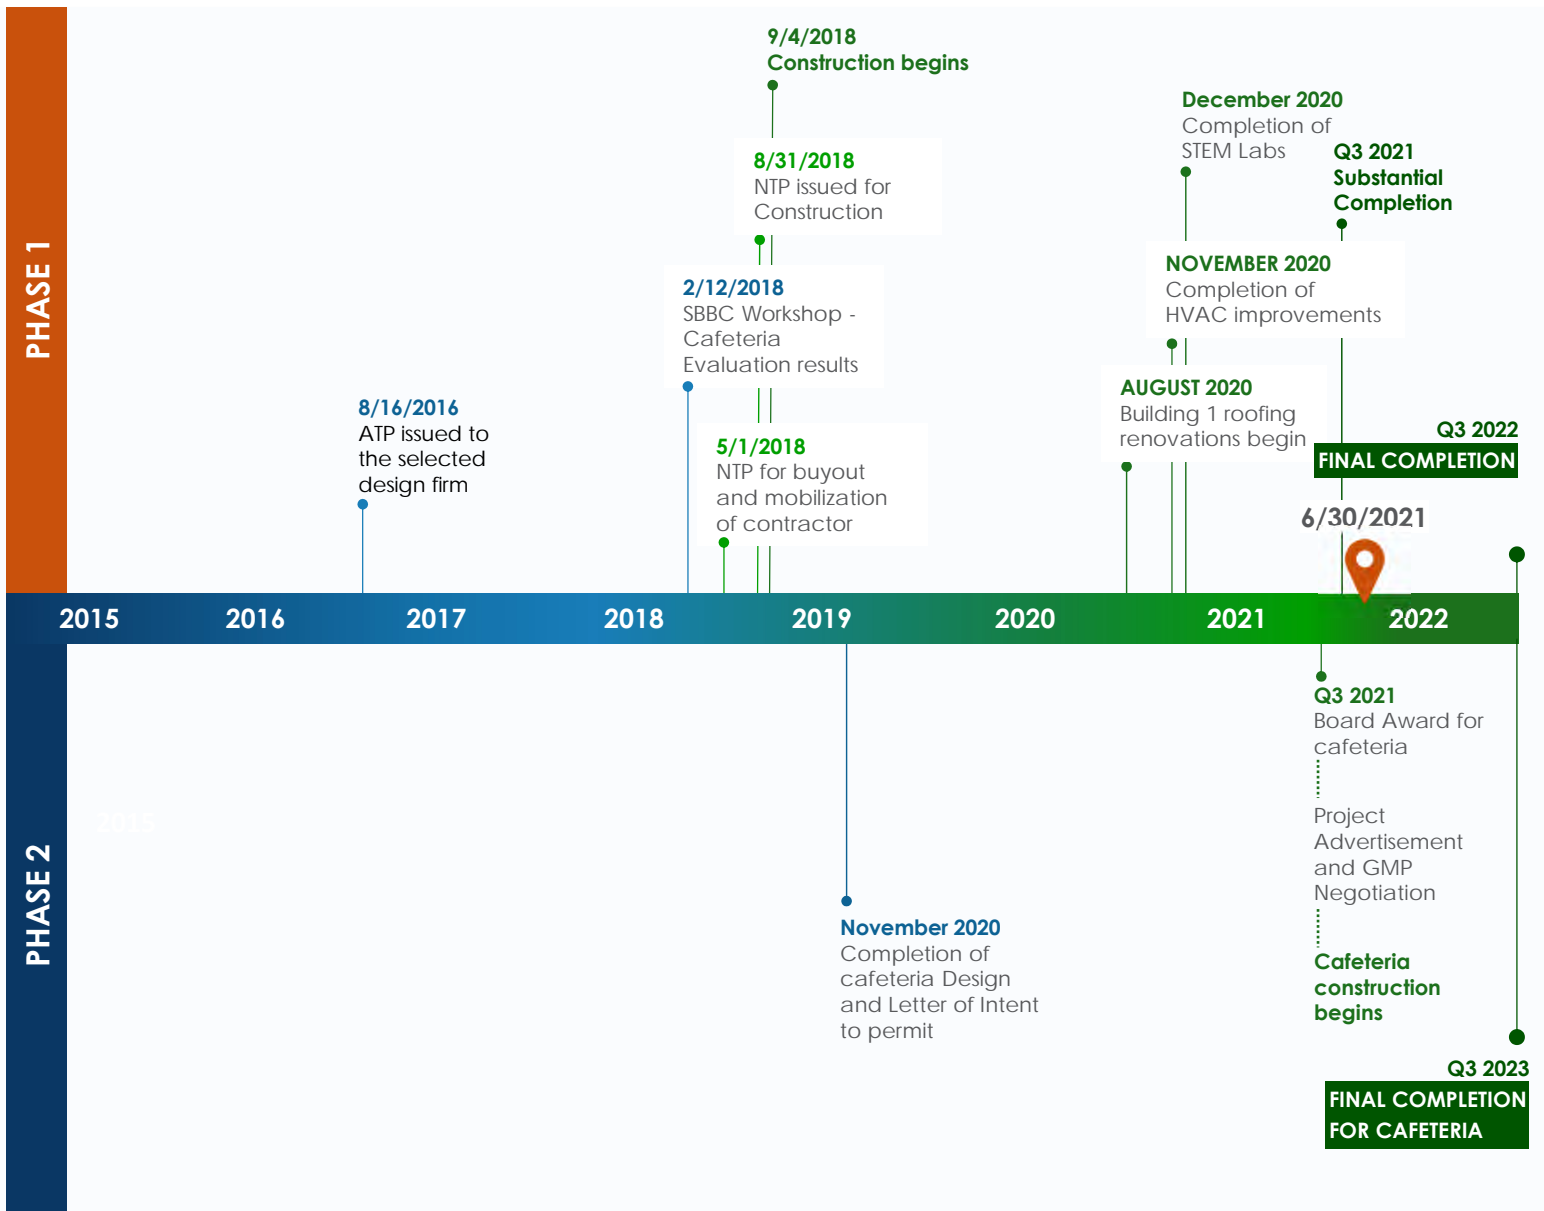 PHASE 1
9/4/2018
Construction begins
8/31/2018
NTP issued for
Construction
2/12/2018
SBBC Workshop -
Cafeteria
Evaluation results
8/16/2016
ATP issued to
the selected
design firm
5/1/2018
NTP for buyout
and mobilization
of contractor
December 2020
Completion of
STEM Labs
Q3 2021
Substantial
Completion
NOVEMBER 2020
Completion of
HVAC improvements
AUGUST 2020
Building 1 roofing
renovations begin
Q3 2022
FINAL COMPLETION
6/30/2021
2015 2016 2017 2018 2019 2020 2021 2022
PHASE 2
2015
November 2020
Completion of
cafeteria Design
and Letter of Intent
to permit
Q3 2021
Board Award for
cafeteria
Project
Advertisement
and GMP
Negotiation
Cafeteria
construction
begins
Q3 2023
FINAL COMPLETION
FOR CAFETERIA